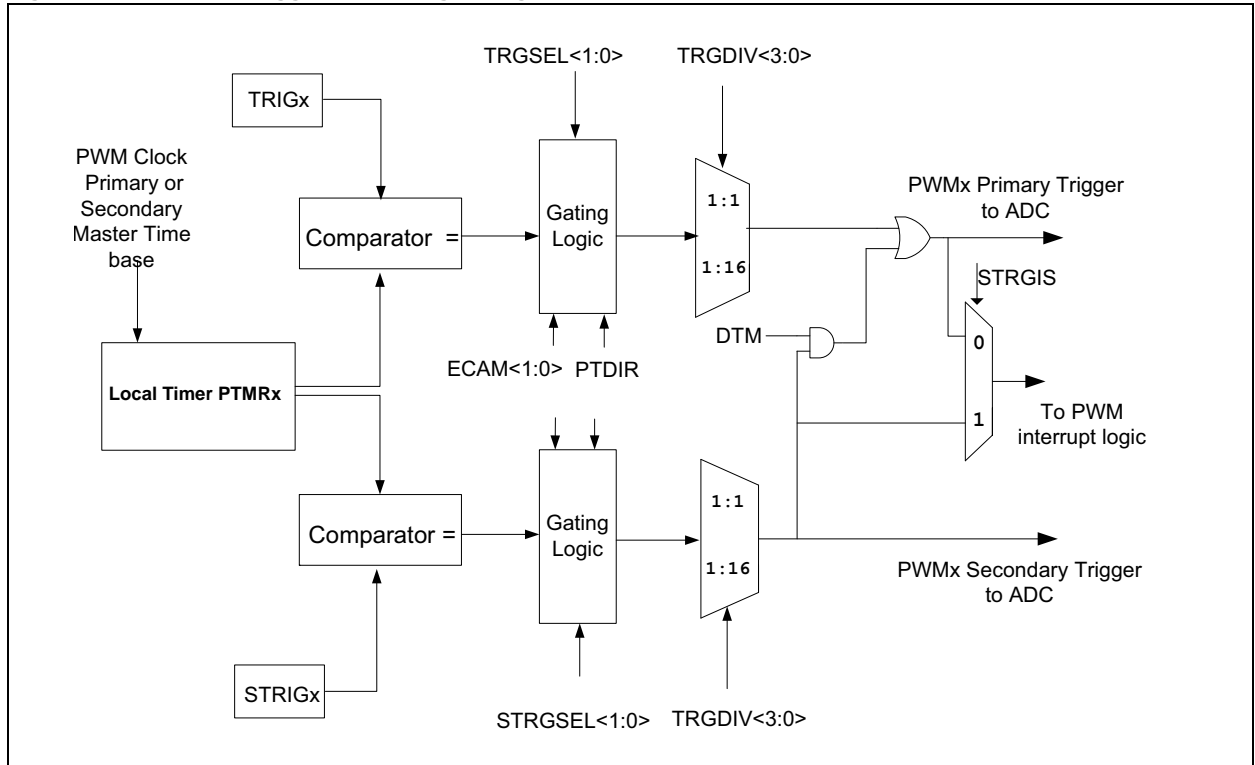 TRGSEL<1:0>
TRGDIV<3:0>
TRIGx
PWM Clock
Primary or
Secondary
Master Time
base
Comparator =
Gating
Logic
1:1
1:16
PWMx Primary Trigger
to ADC
STRGIS
DTM
0
1
To PWM
interrupt logic
ECAM<1:0>
PTDIR
Local Timer PTMRx
Comparator =
Gating
Logic
1:1
1:16
PWMx Secondary Trigger
to ADC
STRIGx
STRGSEL<1:0>
TRGDIV<3:0>